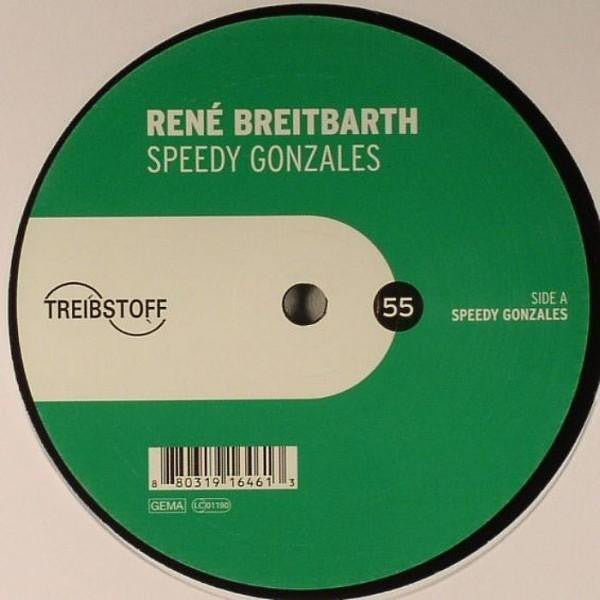 RENÉ BREITBARTH
SPEEDY GONZALES
TREIBSTOFF
55
SIDE A
SPEEDY GONZALES
8 80319 16461 3
GEMA LC 01190